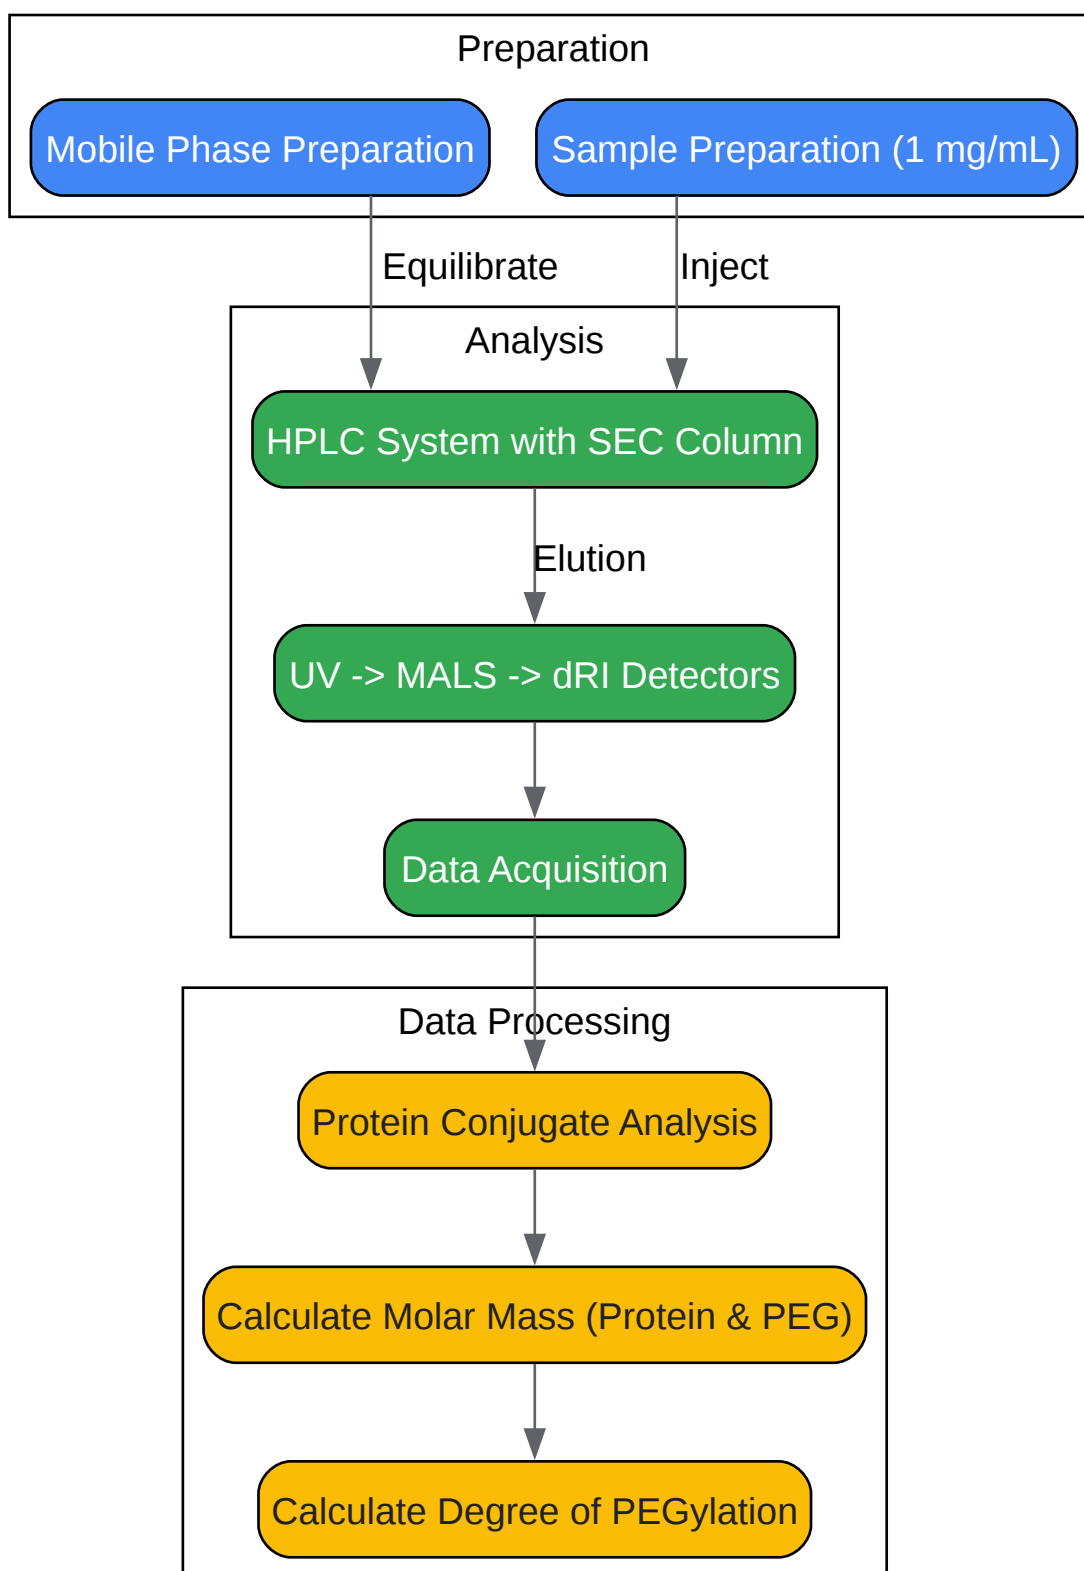 Preparation
Mobile Phase Preparation
Sample Preparation (1 mg/mL)
Equilibrate
Inject
Analysis
HPLC System with SEC Column
Elution
UV -> MALS -> dRI Detectors
Data Acquisition
Data Processing
Protein Conjugate Analysis
Calculate Molar Mass (Protein & PEG)
Calculate Degree of PEGylation